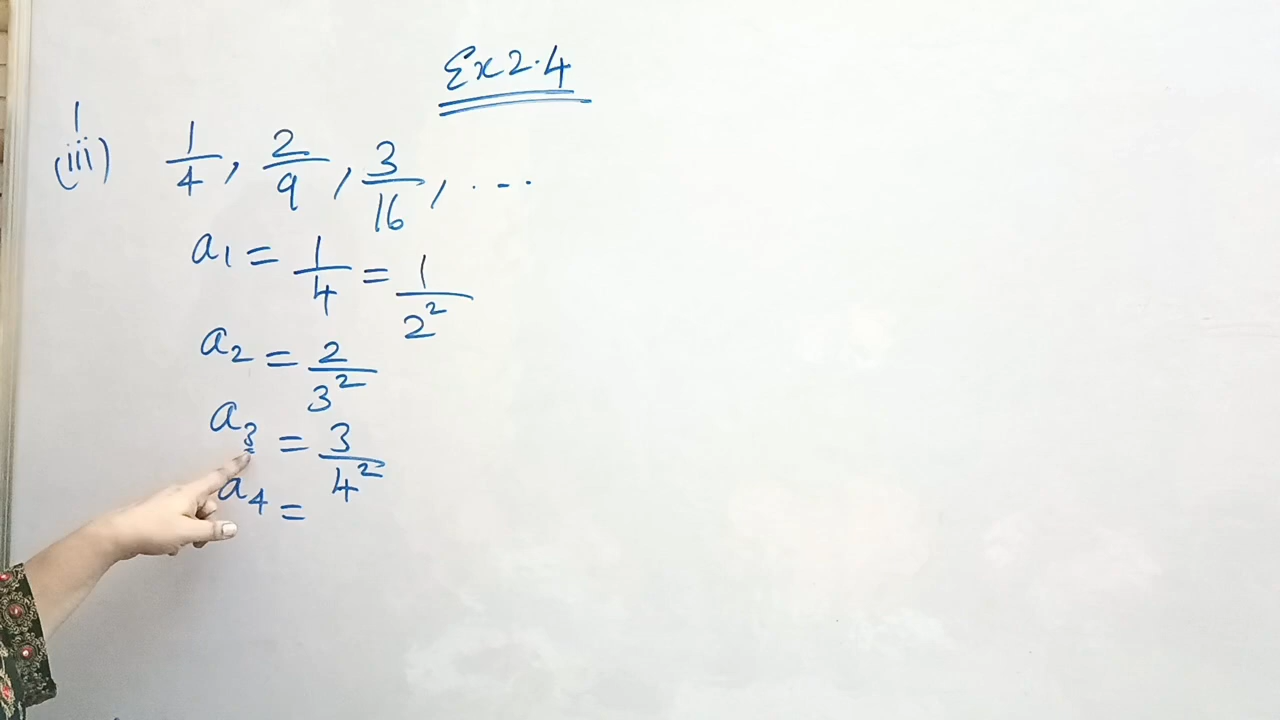 Ex 2.4
1
(iii) 1/4, 2/9, 3/16, ...
a₁ = 1/4 = 1/2²
a₂ = 2/3²
a₃ = 3/4²
a₄ =